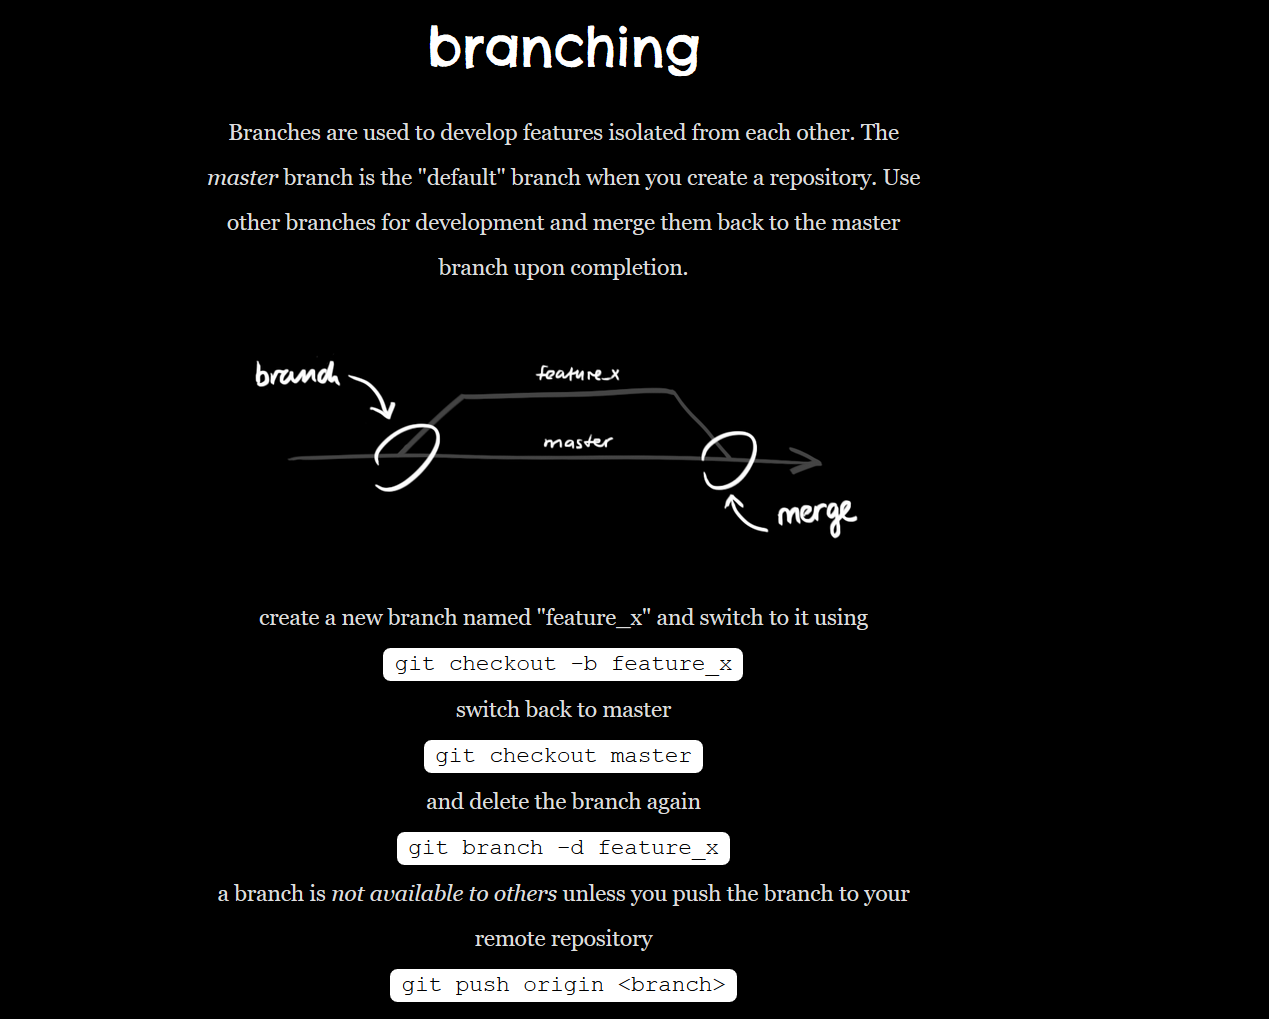 branching
Branches are used to develop features isolated from each other. The
master branch is the "default" branch when you create a repository. Use
other branches for development and merge them back to the master
branch upon completion.
branch
feature_x
master
merge
create a new branch named "feature_x" and switch to it using
git checkout -b feature_x
switch back to master
git checkout master
and delete the branch again
git branch -d feature_x
a branch is not available to others unless you push the branch to your
remote repository
git push origin <branch>